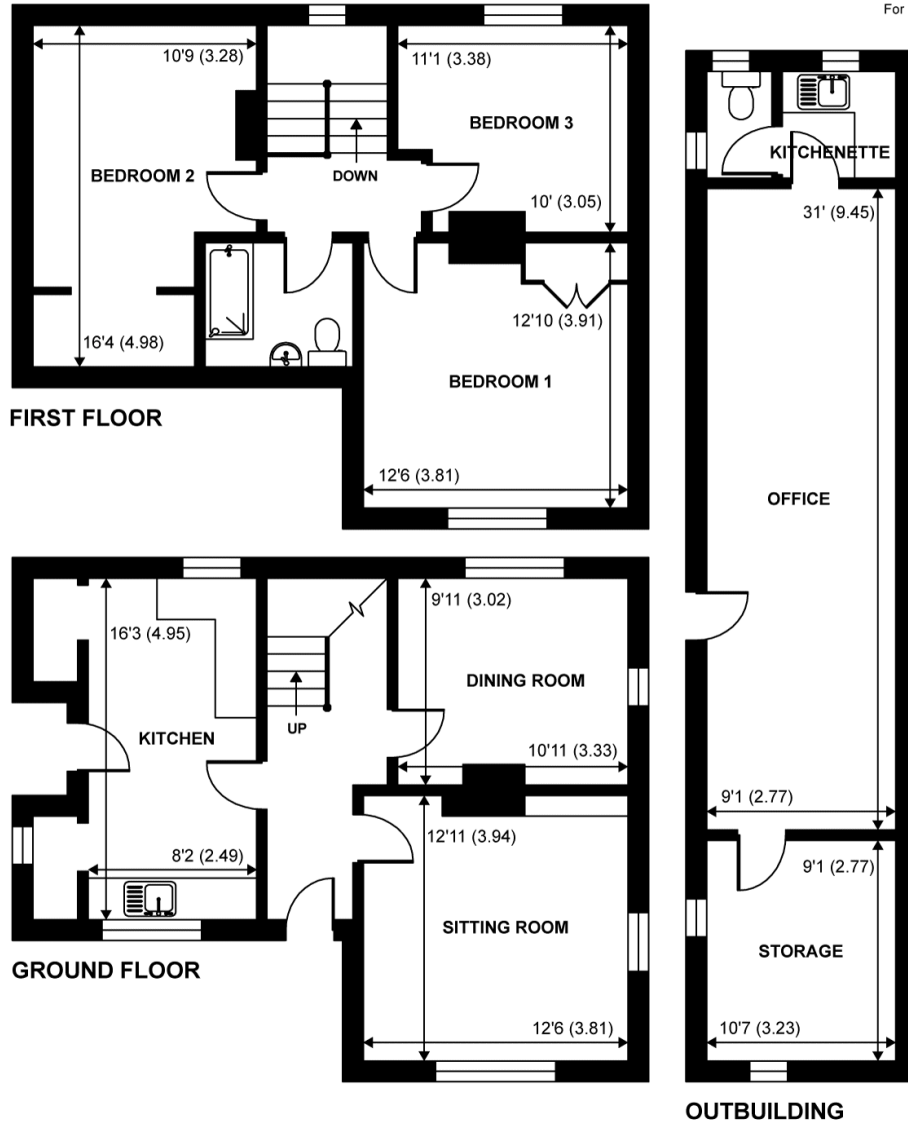 For
10'9 (3.28)
11'1 (3.38)
BEDROOM 3
BEDROOM 2
DOWN
10' (3.05)
16'4 (4.98)
12'10 (3.91)
BEDROOM 1
12'6 (3.81)
FIRST FLOOR
16'3 (4.95)
9'11 (3.02)
DINING ROOM
UP
KITCHEN
10'11 (3.33)
12'11 (3.94)
8'2 (2.49)
SITTING ROOM
12'6 (3.81)
GROUND FLOOR
KITCHENETTE
31' (9.45)
OFFICE
9'1 (2.77)
9'1 (2.77)
STORAGE
10'7 (3.23)
OUTBUILDING